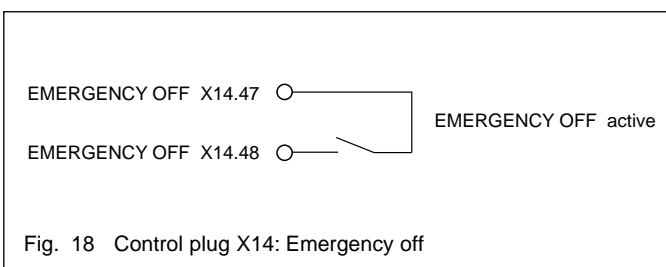 EMERGENCY OFF X14.47
EMERGENCY OFF active
EMERGENCY OFF X14.48
Fig. 18 Control plug X14: Emergency off